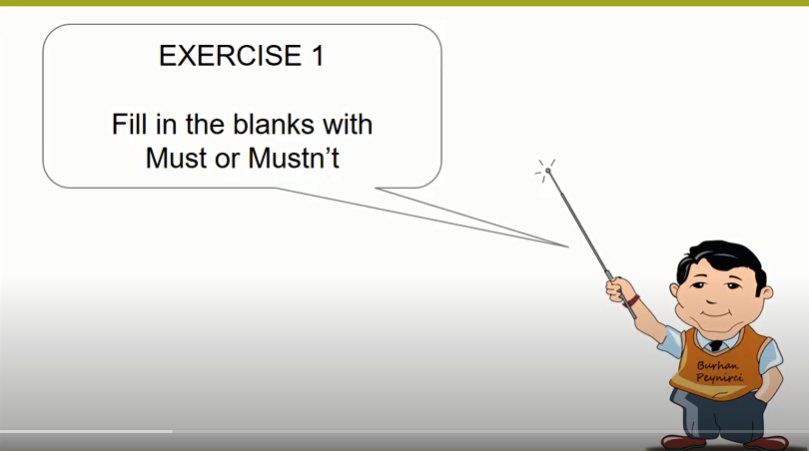 EXERCISE 1
Fill in the blanks with
Must or Mustn’t
Burhan
Peynirci